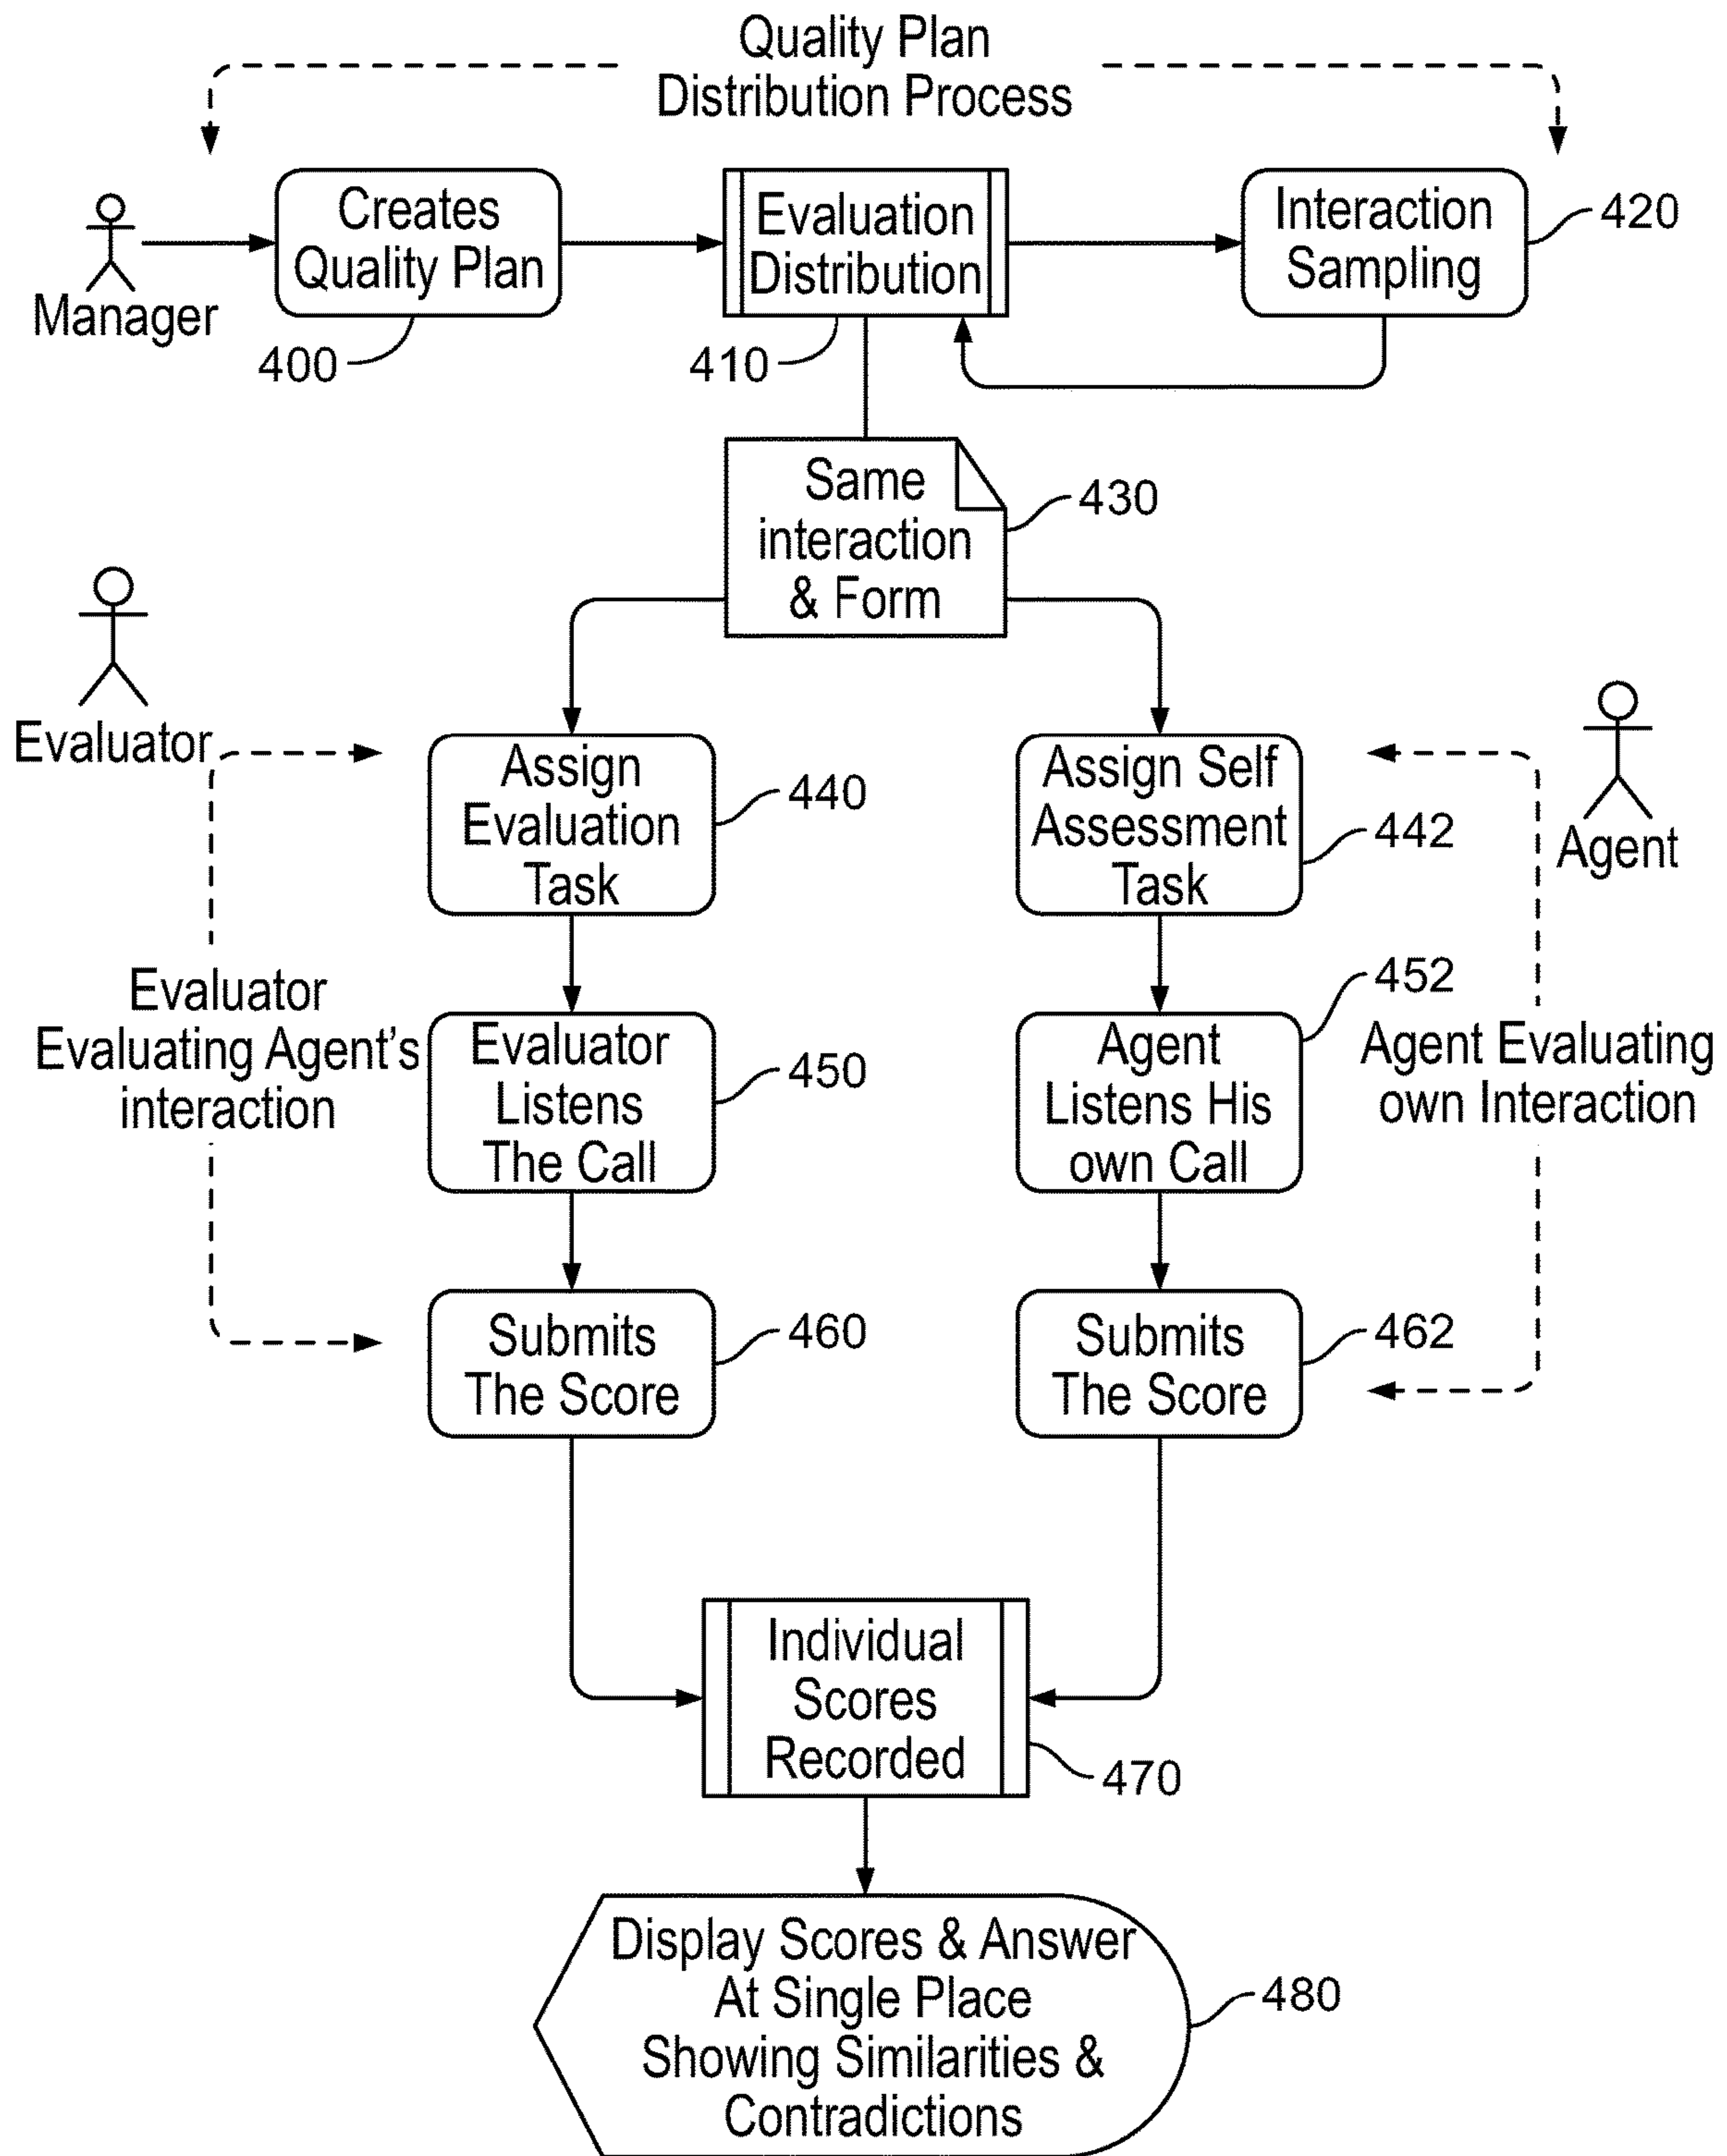 Quality Plan
Distribution Process
Manager
Creates
Quality Plan
400
Evaluation
Distribution
410
Interaction
Sampling
420
Same
interaction
& Form
430
Evaluator
Agent
Assign
Evaluation
Task
440
Assign Self
Assessment
Task
442
Evaluator
Evaluating Agent's
interaction
Evaluator
Listens
The Call
450
Agent
Listens His
own Call
452
Agent Evaluating
own Interaction
Submits
The Score
460
Submits
The Score
462
Individual
Scores
Recorded
470
Display Scores & Answer
At Single Place
Showing Similarities &
Contradictions
480